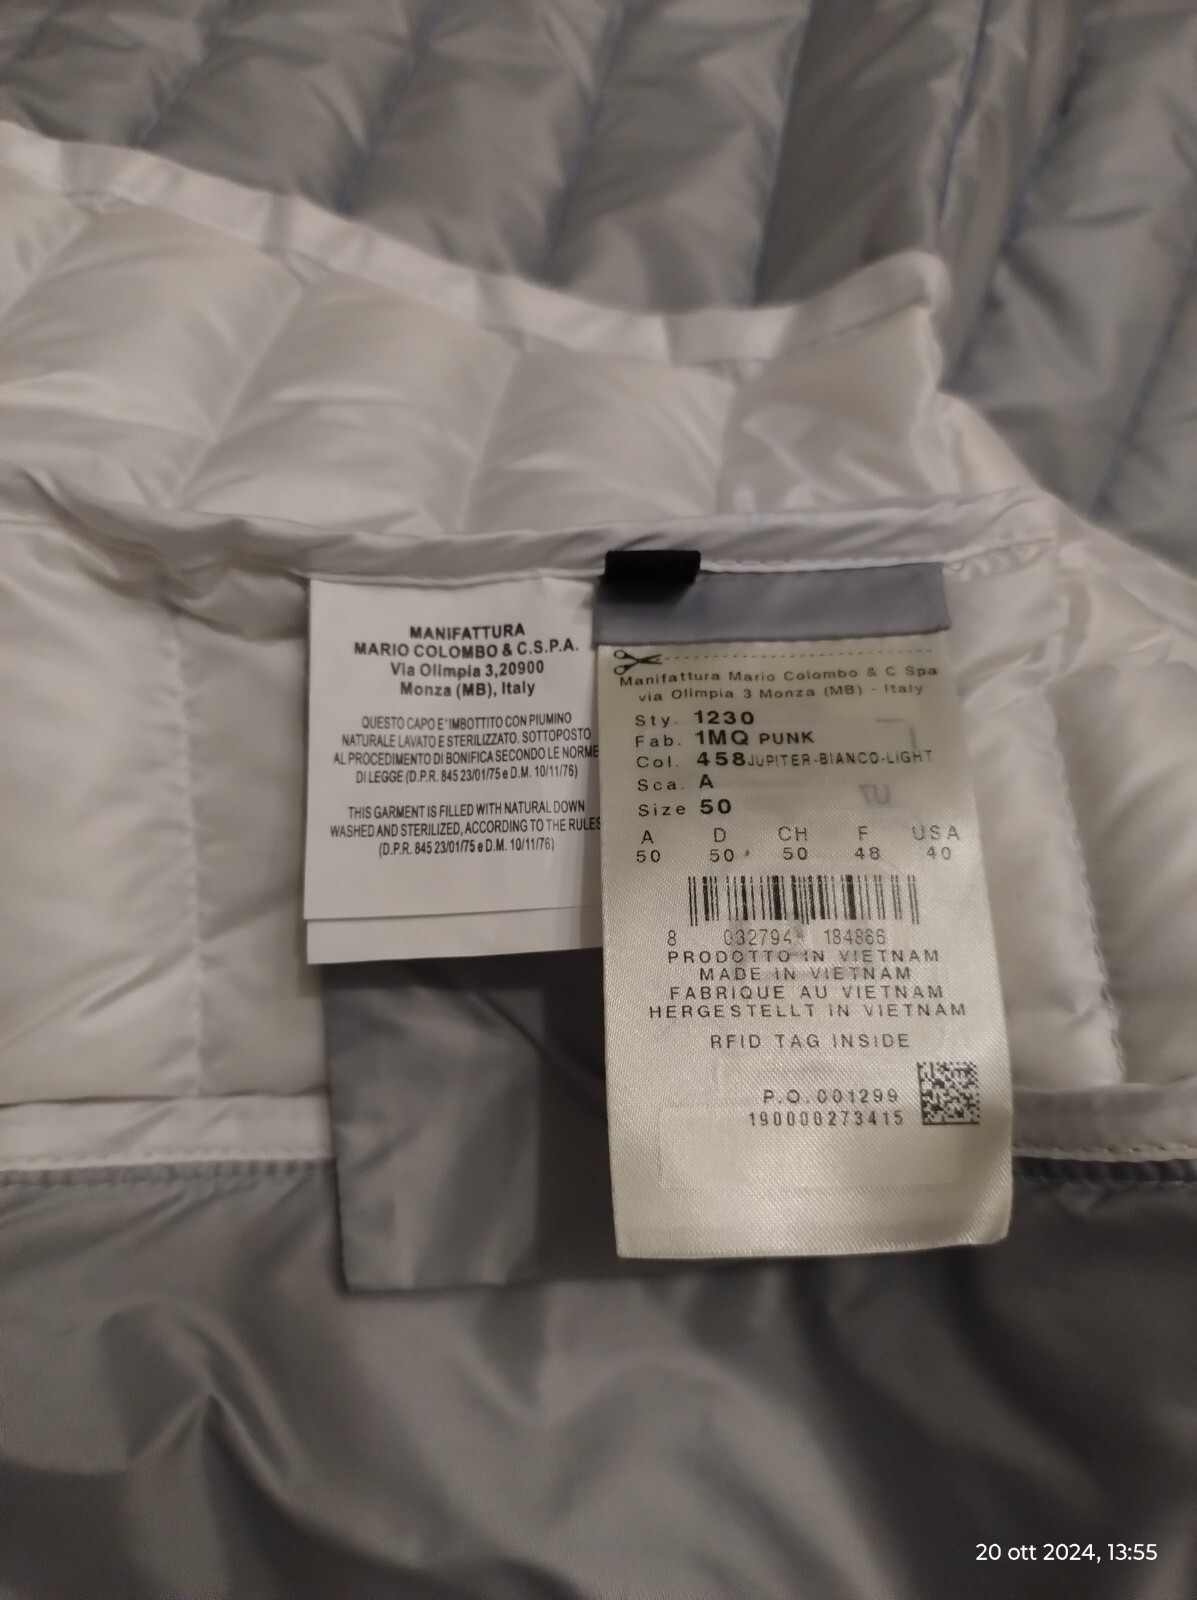 MANIFATTURA
MARIO COLOMBO & C.S.P.A.
Via Olimpia 3,20900
Monza (MB), Italy
QUESTO CAPO E' IMBOTTITO CON PIUMINO
NATURALE LAVATO E STERILIZZATO. SOTTOPOSTO
AL PROCEDIMENTO DI BONIFICA SECONDO LE NORME
DI LEGGE (D.P.R. 845 23/01/75 e D.M. 10/11/76)
THIS GARMENT IS FILLED WITH NATURAL DOWN
WASHED AND STERILIZED, ACCORDING TO THE RULES
(D.P.R. 845 23/01/75 e D.M. 10/11/76)
Manifattura Mario Colombo & C Spa
via Olimpia 3 Monza (MB) - Italy
Sty. 1230
Fab. 1MQ PUNK
Col. 458 JUPITER-BIANCO-LIGHT
Sca. A
Size 50
A D CH F USA
50 50 50 48 40
8 032794 184866
PRODOTTO IN VIETNAM
MADE IN VIETNAM
FABRIQUE AU VIETNAM
HERGESTELLT IN VIETNAM
RFID TAG INSIDE
P.O. 001299
190000273415
20 ott 2024, 13:55